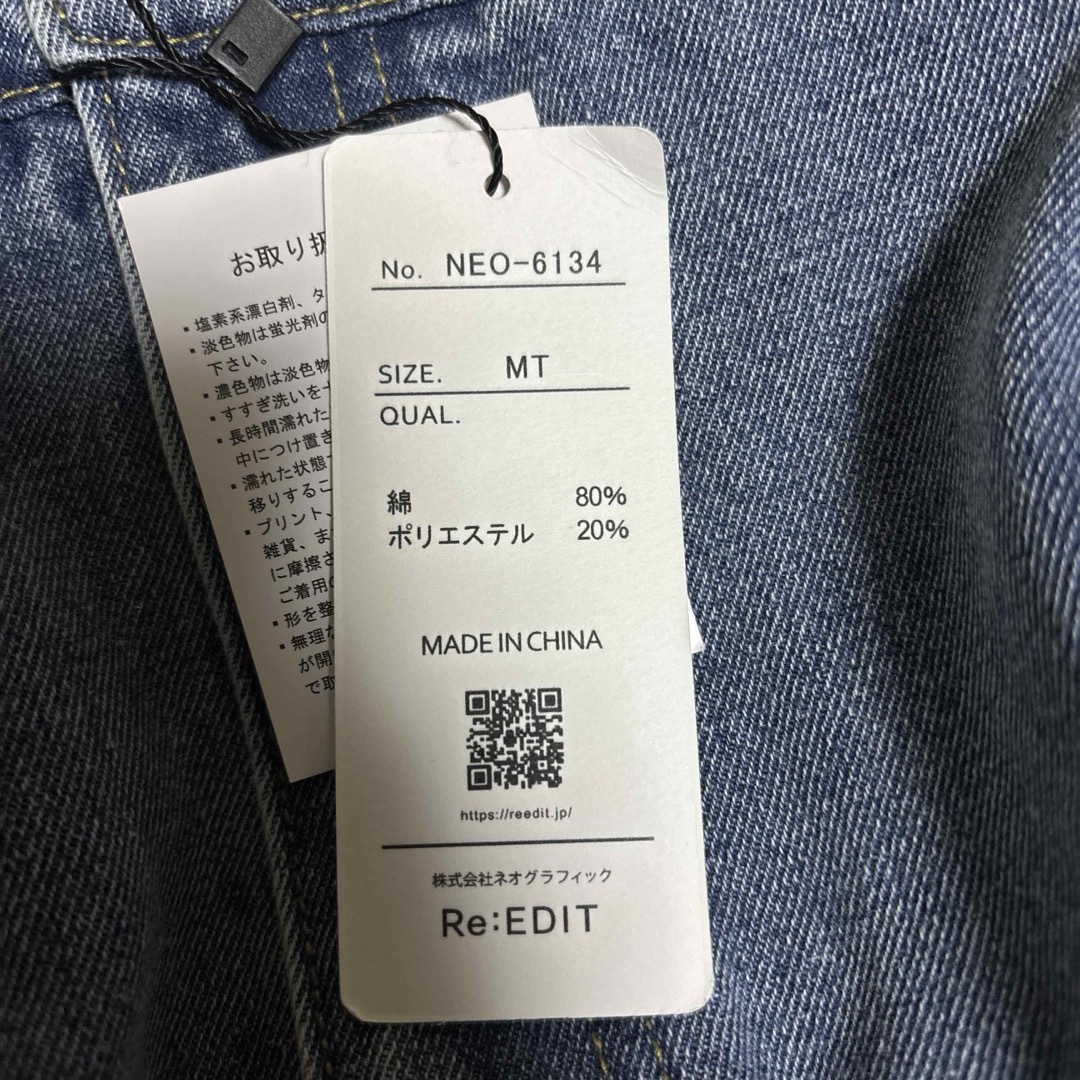 No. NEO-6134
SIZE. MT
QUAL.
綿 80%
ポリエステル 20%
MADE IN CHINA
https://reedit.jp/
株式会社ネオグラフィック
Re:EDIT
お取り扱
▪塩素系漂白剤、タ
▪淡色物は蛍光剤の
下さい。
▪濃色物は淡色物
▪すすぎ洗いを十
▪長時間濡れた
中につけ置き
▪濡れた状態で
移りするこ
▪プリント、
雑貨、ま
に摩擦さ
ご着用の
▪形を整
▪無理な
が開
で取